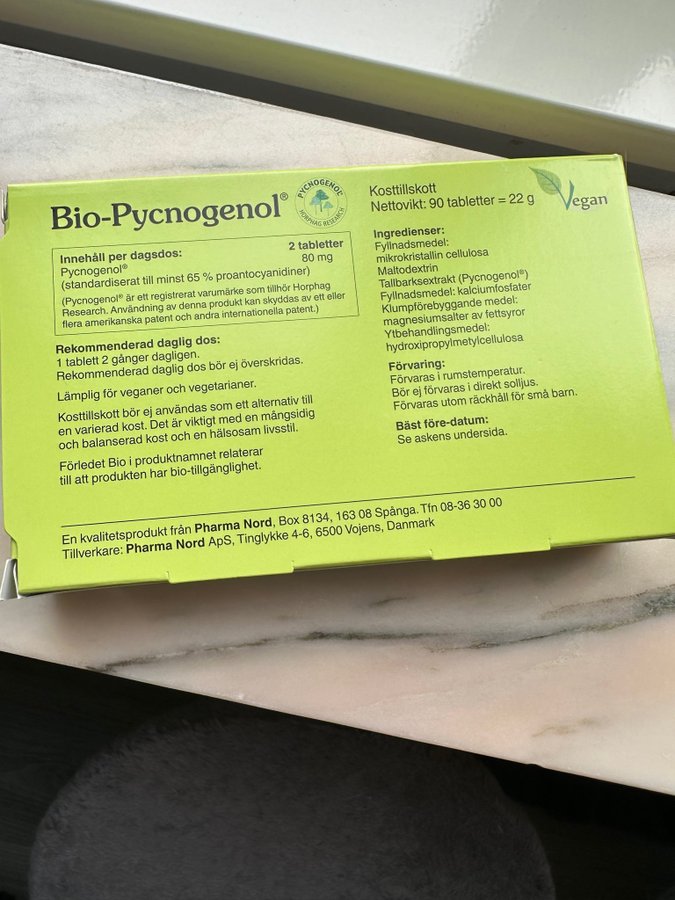 Bio-Pycnogenol®
PYCNOGENOL®
HORPHAG RESEARCH
Innehåll per dagsdos: 2 tabletter
Pycnogenol® 80 mg
(standardiserat till minst 65 % proantocyanidiner)
(Pycnogenol® är ett registrerat varumärke som tillhör Horphag
Research. Användning av denna produkt kan skyddas av ett eller
flera amerikanska patent och andra internationella patent.)
Rekommenderad daglig dos:
1 tablett 2 gånger dagligen.
Rekommenderad daglig dos bör ej överskridas.
Lämplig för veganer och vegetarianer.
Kosttillskott bör ej användas som ett alternativ till
en varierad kost. Det är viktigt med en mångsidig
och balanserad kost och en hälsosam livsstil.
Förledet Bio i produktnamnet relaterar
till att produkten har bio-tillgänglighet.
Kosttillskott
Nettovikt: 90 tabletter = 22 g
Vegan
Ingredienser:
Fyllnadsmedel:
mikrokristallin cellulosa
Maltodextrin
Tallbarksextrakt (Pycnogenol®)
Fyllnadsmedel: kalciumfosfater
Klumpförebyggande medel:
magnesiumsalter av fettsyror
Ytbehandlingsmedel:
hydroxipropylmetylcellulosa
Förvaring:
Förvaras i rumstemperatur.
Bör ej förvaras i direkt solljus.
Förvaras utom räckhåll för små barn.
Bäst före-datum:
Se askens undersida.
En kvalitetsprodukt från Pharma Nord, Box 8134, 163 08 Spånga. Tfn 08-36 30 00
Tillverkare: Pharma Nord ApS, Tinglykke 4-6, 6500 Vojens, Danmark